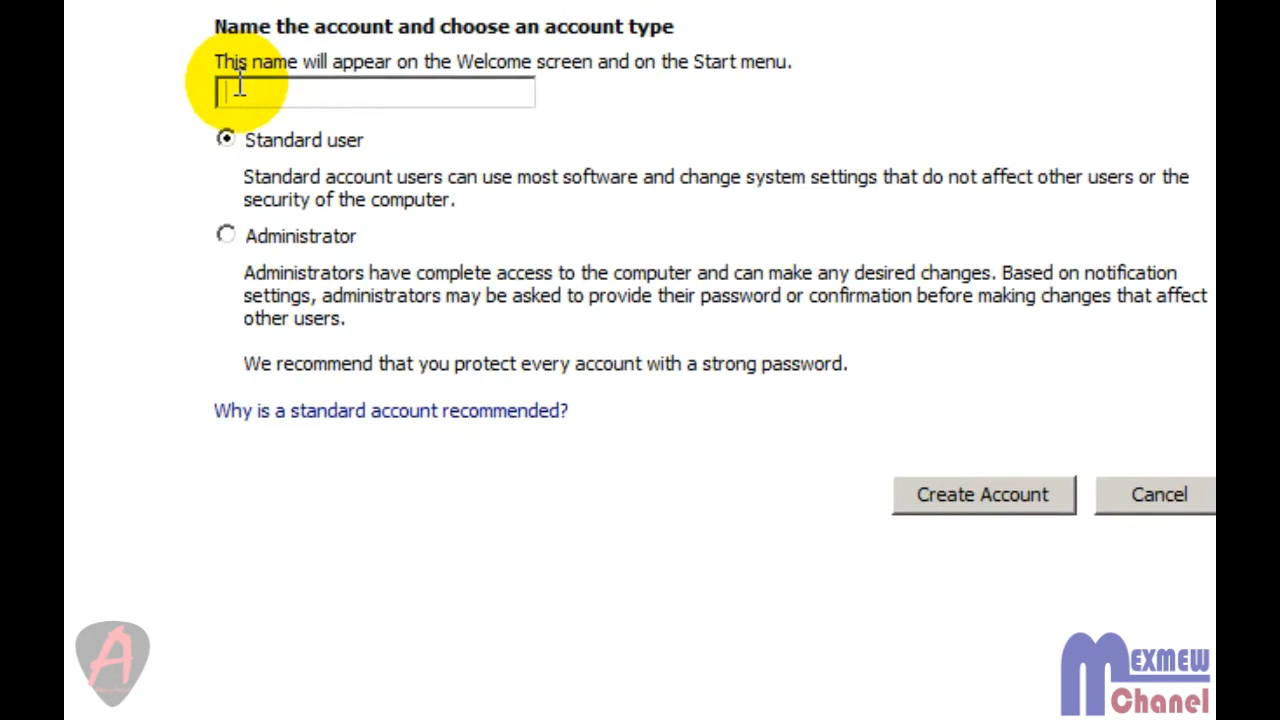 Name the account and choose an account type
This name will appear on the Welcome screen and on the Start menu.
Standard user
Standard account users can use most software and change system settings that do not affect other users or the
security of the computer.
Administrator
Administrators have complete access to the computer and can make any desired changes. Based on notification
settings, administrators may be asked to provide their password or confirmation before making changes that affect
other users.
We recommend that you protect every account with a strong password.
Why is a standard account recommended?
Create Account
Cancel
A
MEXMEW
Chanel